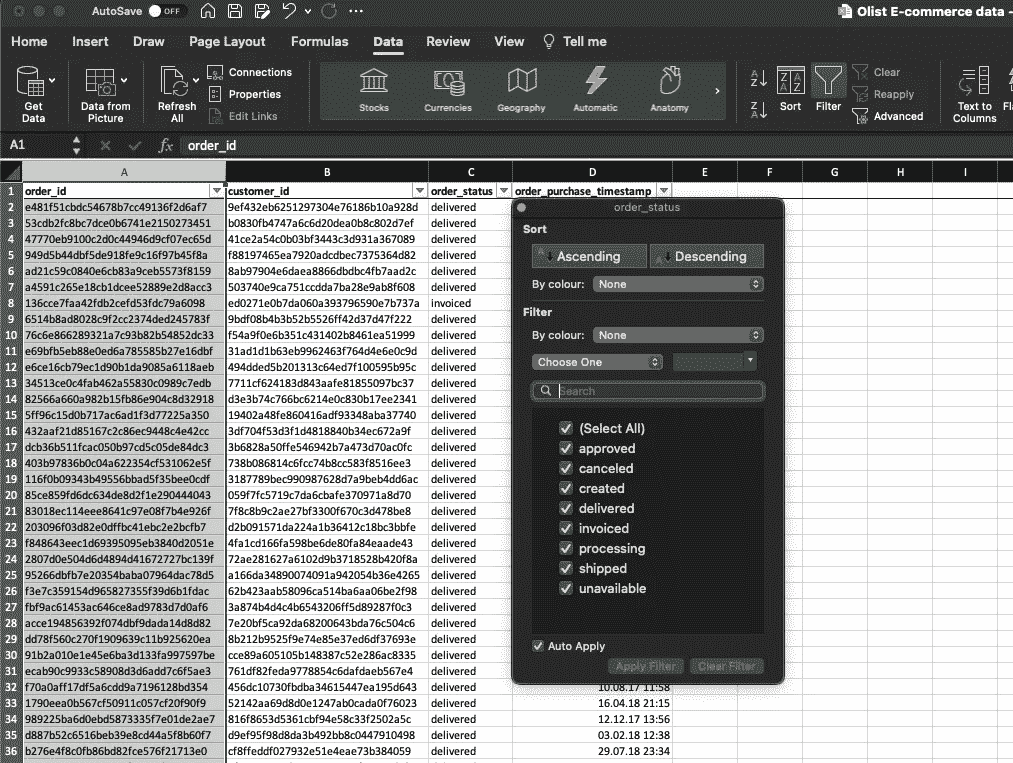 AutoSave OFF Olist E-commerce data -
Home Insert Draw Page Layout Formulas Data Review View Tell me
Get Data
Data from Picture
Refresh All
Connections
Properties
Edit Links
Stocks Currencies Geography Automatic Anatomy
Sort
Filter
Clear
Reapply
Advanced
Text to Columns
A1 fx order_id
A B C D E F G H I
1 order_id customer_id order_status order_purchase_timestamp
2 e481f51cbdc54678b7cc49136f2d6af7 9ef432eb6251297304e76186b10a928d delivered
3 53cdb2fc8bc7dce0b6741e2150273451 b0830fb4747a6c6d20dea0b8c802d7ef delivered
4 47770eb9100c2d0c44946d9cf07ec65d 41ce2a54c0b03bf3443c3d931a367089 delivered
5 949d5b44dbf5de918fe9c16f97b45f8a f88197465ea7920adcdbec7375364d82 delivered
6 ad21c59c0840e6cb83a9ceb5573f8159 8ab97904e6daea8866dbdbc4fb7aad2c delivered
7 a4591c265e18cb1dcee52889e2d8acc3 503740e9ca751ccdda7ba28e9ab8f608 delivered
8 136cce7faa42fdb2cefd53fdc79a6098 ed0271e0b7da060a393796590e7b737a invoiced
9 6514b8ad8028c9f2cc2374ded245783f 9bdf08b4b3b52b5526ff42d37d47f222 delivered
10 76c6e866289321a7c93b82b54852dc33 f54a9f0e6b351c431402b8461ea51999 delivered
11 e69bfb5eb88e0ed6a785585b27e16dbf 31ad1d1b63eb9962463f764d4e6e0c9d delivered
12 e6ce16cb79ec1d90b1da9085a6118aeb 494dded5b201313c64ed7f100595b95c delivered
13 34513ce0c4fab462a55830c0989c7edb 7711cf624183d843aafe81855097bc37 delivered
14 82566a660a982b15fb86e904c8d32918 d3e3b74c766bc6214e0c830b17ee2341 delivered
15 5ff96c15d0b717ac6ad1f3d77225a350 19402a48fe860416adf93348aba37740 delivered
16 432aaf21d85167c2c86ec9448c4e42cc 3df704f53d3f1d4818840b34ec672a9f delivered
17 dcb36b511fcac050b97cd5c05de84dc3 3b6828a50ffe546942b7a473d70ac0fc delivered
18 403b97836b0c04a622354cf531062e5f 738b086814c6fcc74b8cc583f8516ee3 delivered
19 116f0b09343b49556bbad5f35bee0cdf 3187789bec990987628d7a9beb4dd6ac delivered
20 85ce859fd6dc634de8d2f1e290444043 059f7fc5719c7da6cbafe370971a8d70 delivered
21 83018ec114eee8641c97e08f7b4e926f 7f8c8b9c2ae27bf3300f670c3d478be8 delivered
22 203096f03d82e0dffbc41ebc2e2bcfb7 d2b091571da224a1b36412c18bc3bbfe delivered
23 f848643eec1d69395095eb3840d2051e 4fa1cd166fa598be6de80fa84eaade43 delivered
24 2807d0e504d6d4894d41672727bc139f 72ae281627a6102d9b3718528b420f8a delivered
25 95266dbfb7e20354baba07964dac78d5 a166da34890074091a942054b36e4265 delivered
26 f3e7c359154d965827355f39d6b1fdac 62b423aab58096ca514ba6aa06be2f98 delivered
27 fbf9ac61453ac646ce8ad9783d7d0af6 3a874b4d4c4b6543206ff5d89287f0c3 delivered
28 acce194856392f074dbf9dada14d8d82 7e20bf5ca92da68200643bda76c504c6 delivered
29 dd78f560c270f1909639c11b925620ea 8b212b9525f9e74e85e37ed6df37693e delivered
30 91b2a010e1e45e6ba3d133fa997597be cce89a605105b148387c52e286ac8335 delivered
31 ecab90c9933c58908d3d6add7c6f5ae3 761df82feda9778854c6dafdaeb567e4 delivered
32 f70a0aff17df5a6cdd9a7196128bd354 456dc10730fbdba34615447ea195d643 delivered 10.08.17 11:58
33 1790eea0b567cf50911c057cf20f90f9 52142aa69d8d0e1247ab0cada0f76023 delivered 16.04.18 21:15
34 989225ba6d0ebd5873335f7e01de2ae7 816f8653d5361cbf94e58c33f2502a5c delivered 12.12.17 13:56
35 d887b52c6516beb39e8cd44a5f8b60f7 d9ef95f98d8da3b492bb8c0447910498 delivered 03.02.18 12:38
36 b276e4f8c0fb86bd82fce576f21713e0 cf8ffeddf027932e51e4eae73b384059 delivered 29.07.18 23:34
order_status
Sort
Ascending Descending
By colour: None
Filter
By colour: None
Choose One
Search
(Select All)
approved
canceled
created
delivered
invoiced
processing
shipped
unavailable
Auto Apply
Apply Filter Clear Filter